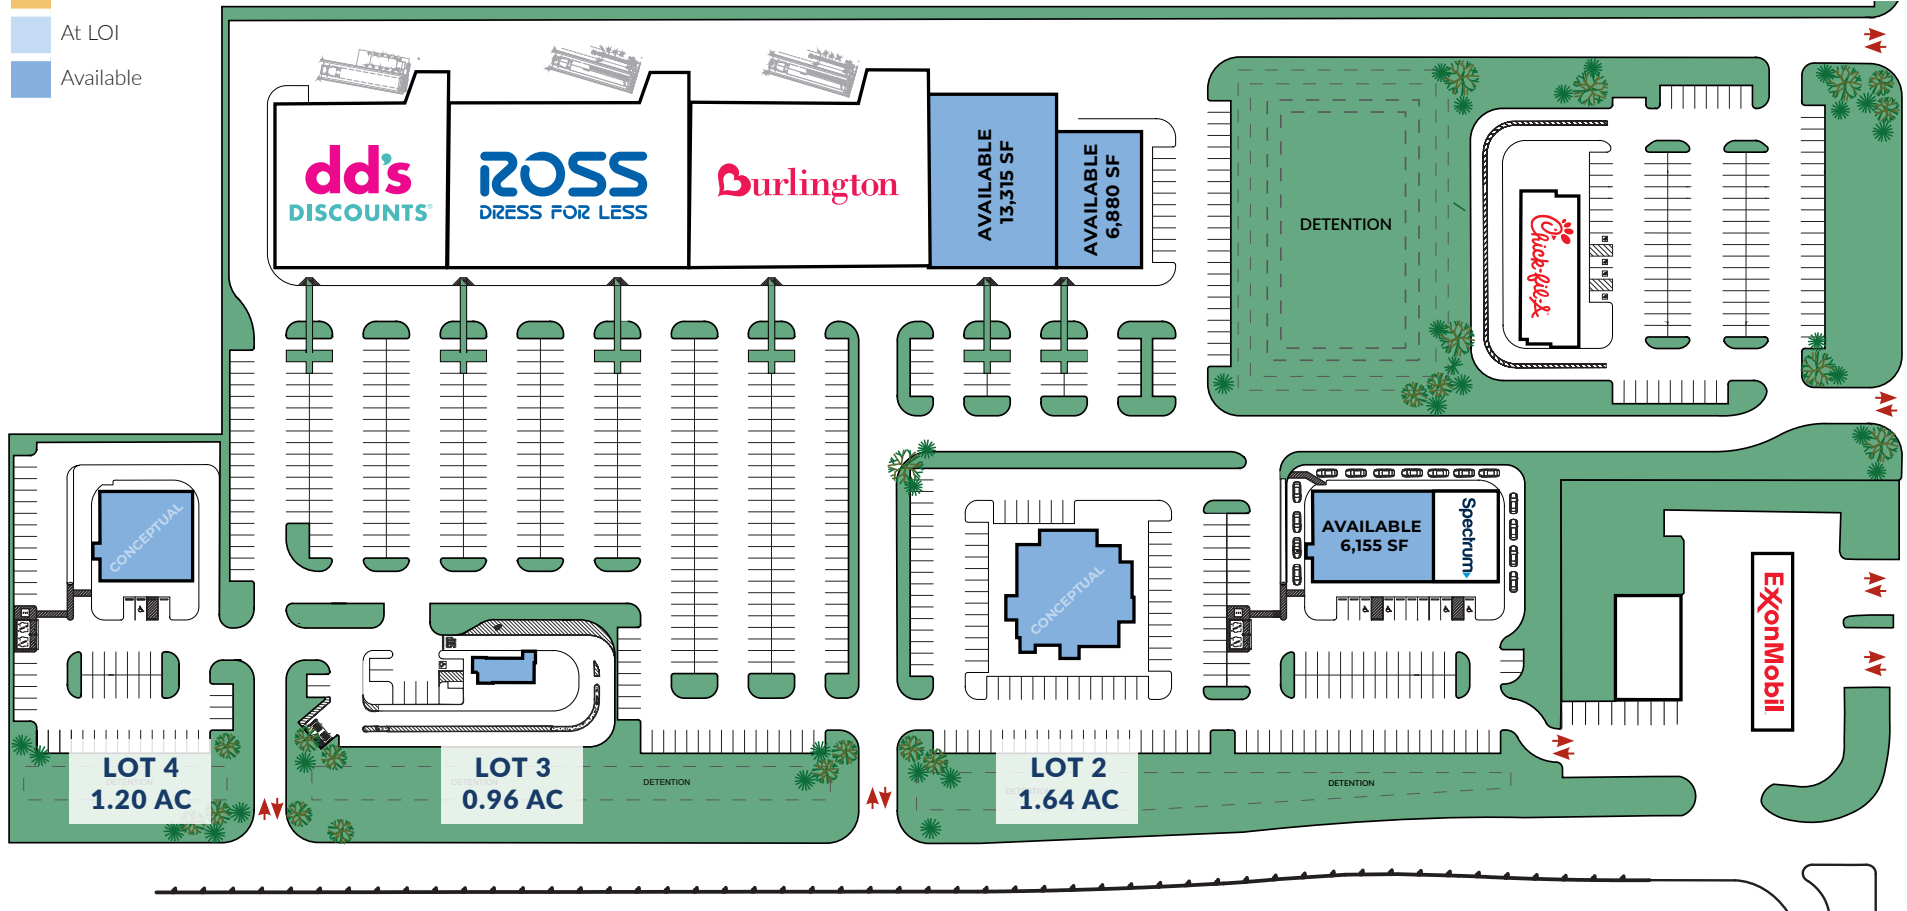 At LOI
Available
dd's
DISCOUNTS®
ROSS
DRESS FOR LESS
Burlington
AVAILABLE
13,315 SF
AVAILABLE
6,880 SF
DETENTION
Chick-fil-A
CONCEPTUAL
CONCEPTUAL
AVAILABLE
6,155 SF
Spectrum
ExxonMobil
LOT 4
1.20 AC
LOT 3
0.96 AC
DETENTION
LOT 2
1.64 AC
DETENTION